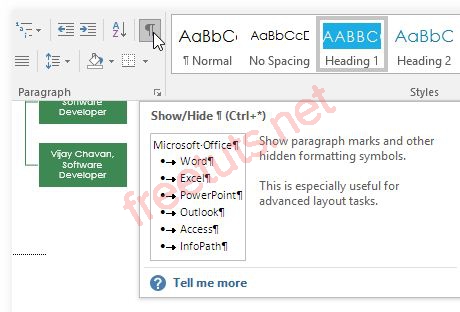 AaBbCc AaBbCcD AABBC AaBbC
¶ Normal No Spacing Heading 1 Heading 2
Paragraph Styles
Software
Developer
Vijay Chavan,
Software
Developer
Show/Hide ¶ (Ctrl+*)
Microsoft·Office¶
Word¶
Excel¶
PowerPoint¶
Outlook¶
Access¶
InfoPath¶
Show paragraph marks and other
hidden formatting symbols.
This is especially useful for
advanced layout tasks.
? Tell me more
freetuts.net